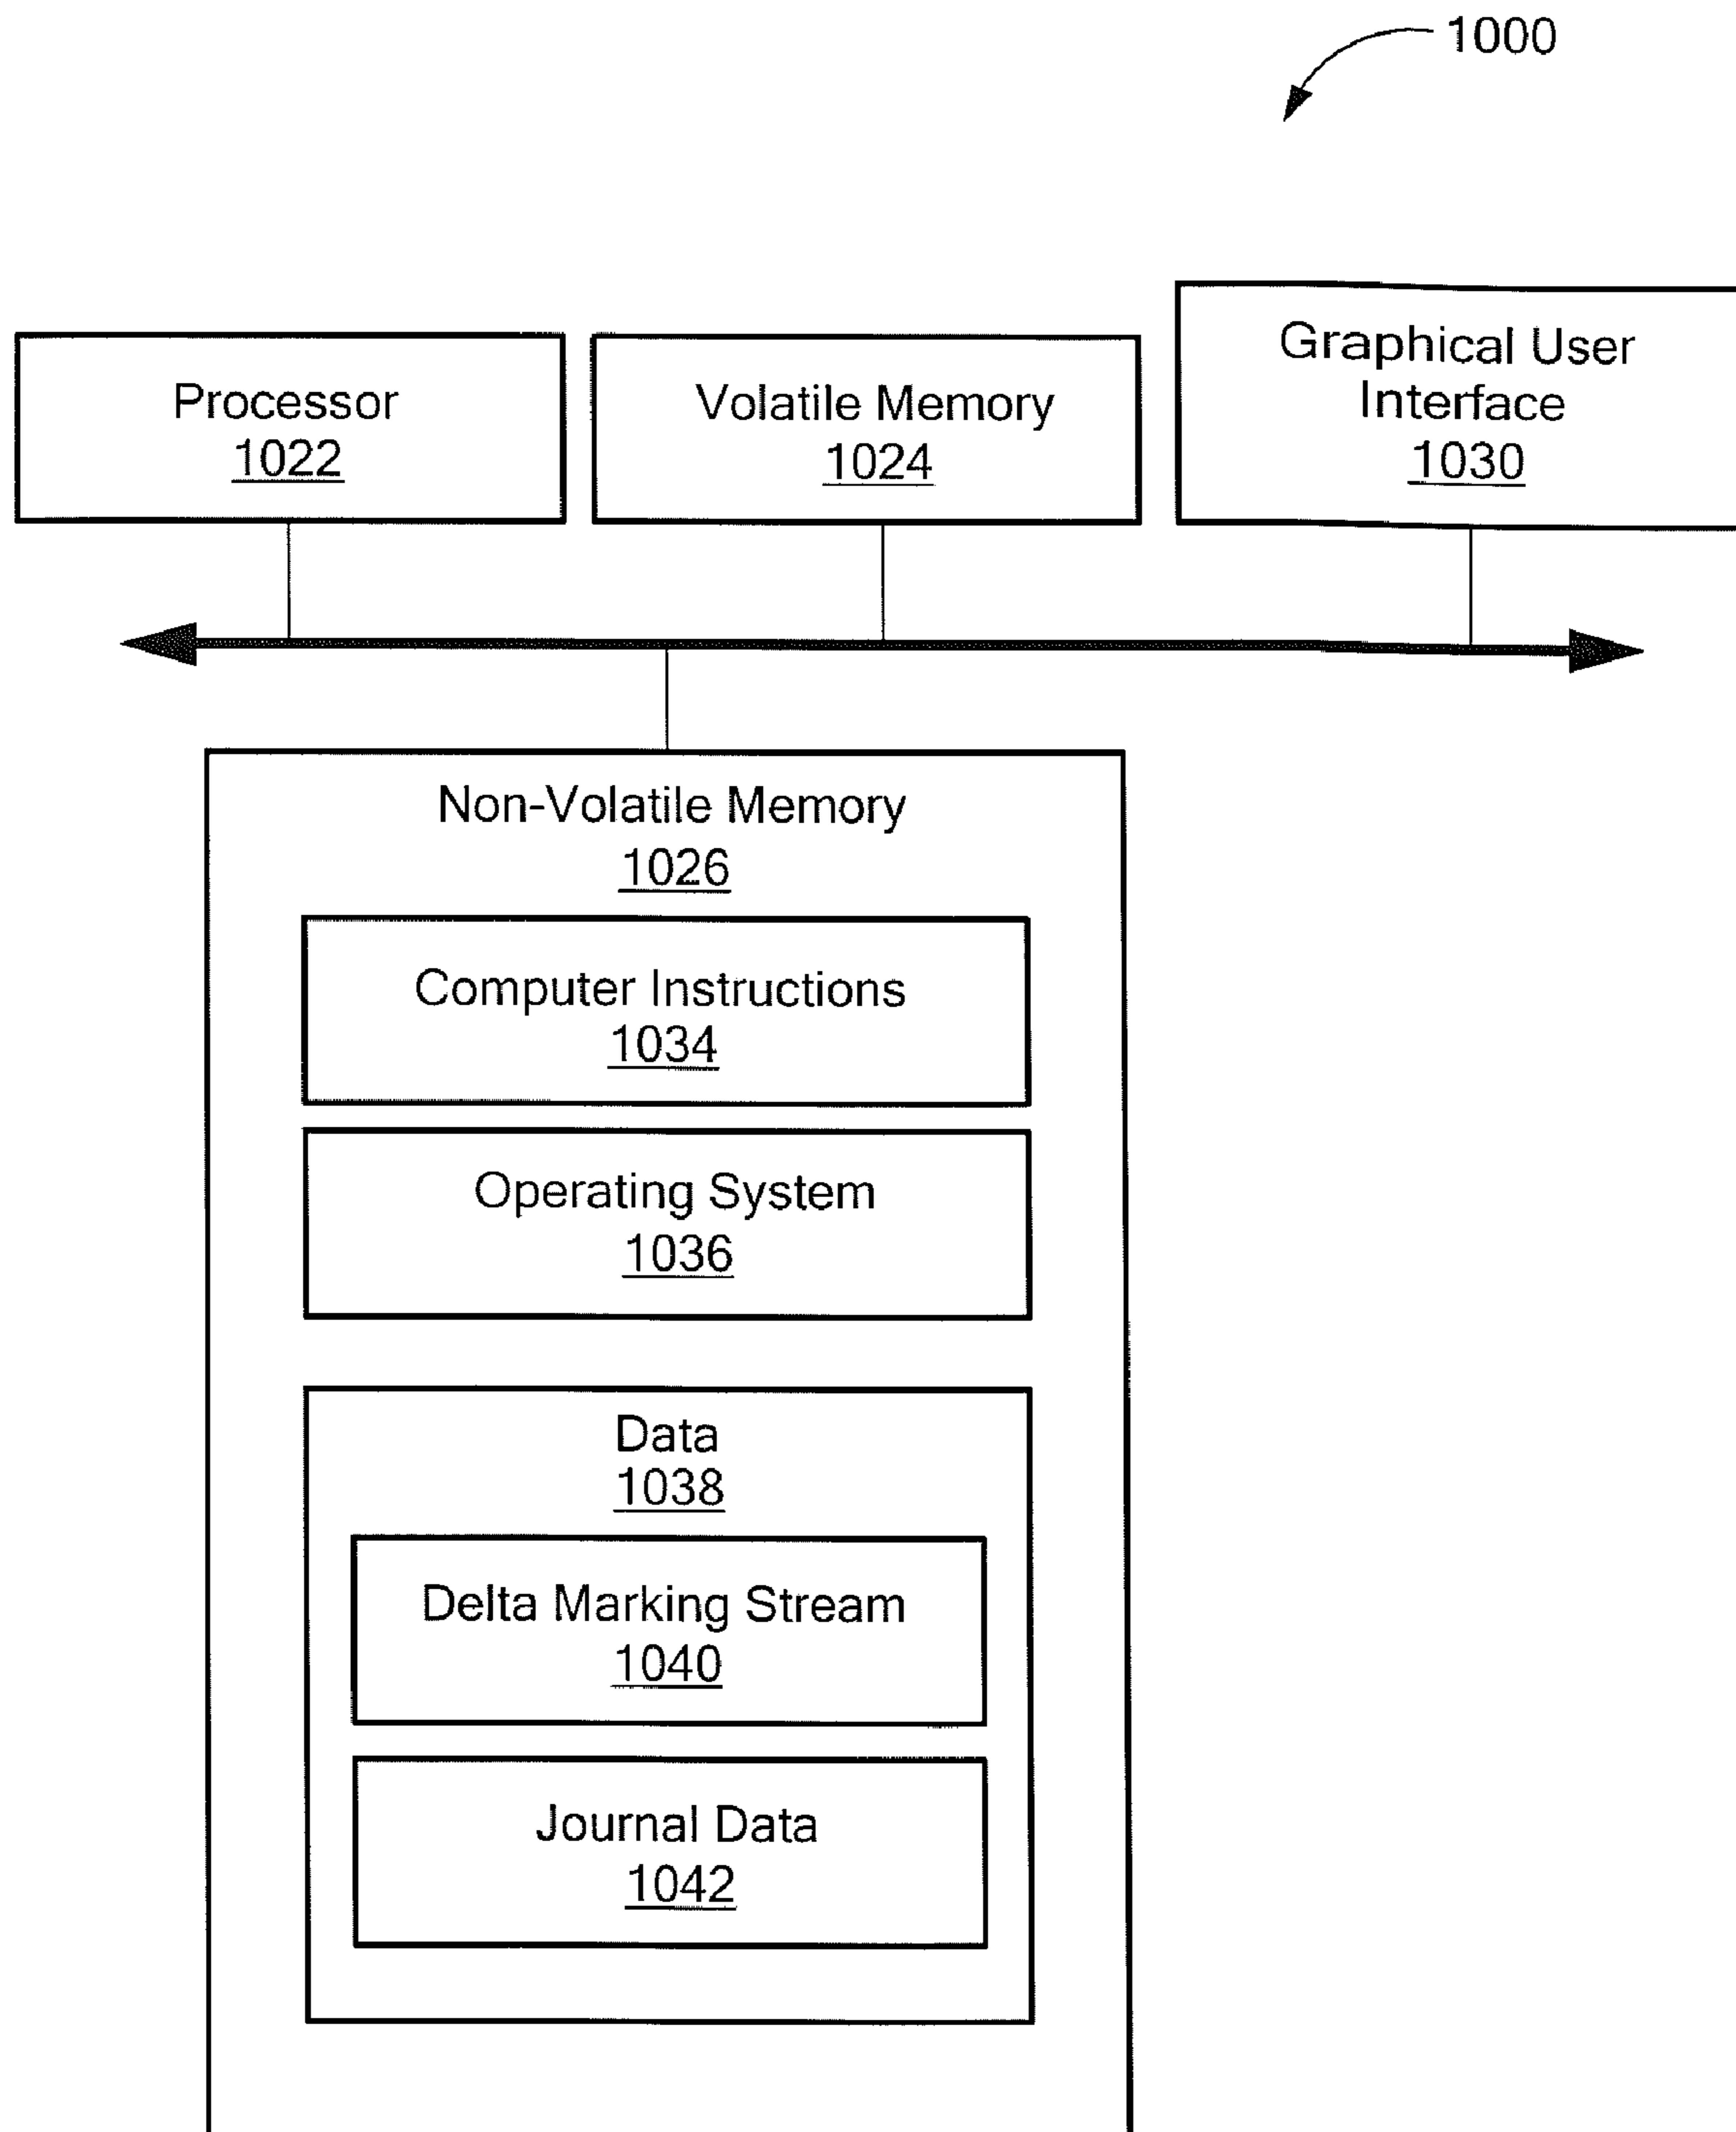 1000
Processor
1022
Volatile Memory
1024
Graphical User
Interface
1030
Non-Volatile Memory
1026
Computer Instructions
1034
Operating System
1036
Data
1038
Delta Marking Stream
1040
Journal Data
1042